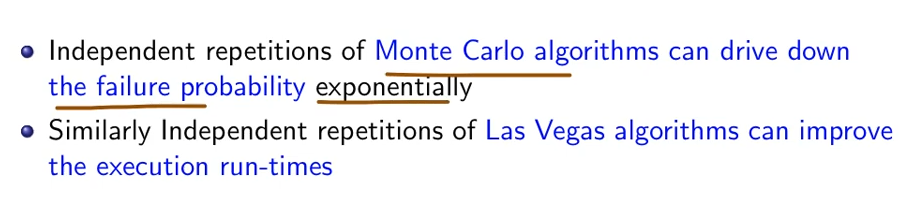 Independent repetitions of Monte Carlo algorithms can drive down
the failure probability exponentially
Similarly Independent repetitions of Las Vegas algorithms can improve
the execution run-times